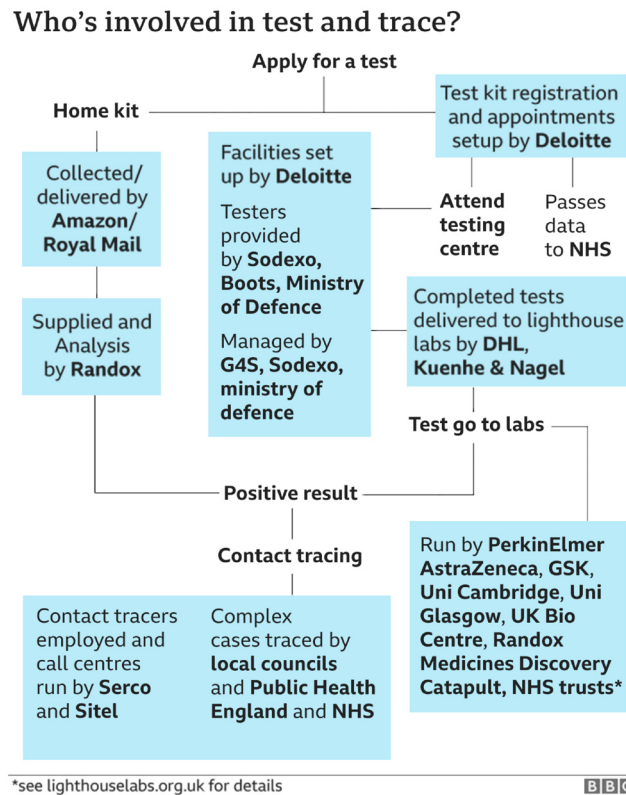 Who's involved in test and trace?
Apply for a test
Home kit
Test kit registration
and appointments
setup by Deloitte
Collected/
delivered by
Amazon/
Royal Mail
Facilities set
up by Deloitte
Testers
provided
by Sodexo,
Boots, Ministry
of Defence
Managed by
G4S, Sodexo,
ministry of
defence
Attend
testing
centre
Passes
data
to NHS
Supplied and
Analysis
by Randox
Completed tests
delivered to lighthouse
labs by DHL,
Kuenhe & Nagel
Test go to labs
Positive result
Contact tracing
Run by PerkinElmer
AstraZeneca, GSK,
Uni Cambridge, Uni
Glasgow, UK Bio
Centre, Randox
Medicines Discovery
Catapult, NHS trusts*
Contact tracers
employed and
call centres
run by Serco
and Sitel
Complex
cases traced by
local councils
and Public Health
England and NHS
*see lighthouselabs.org.uk for details
BBC